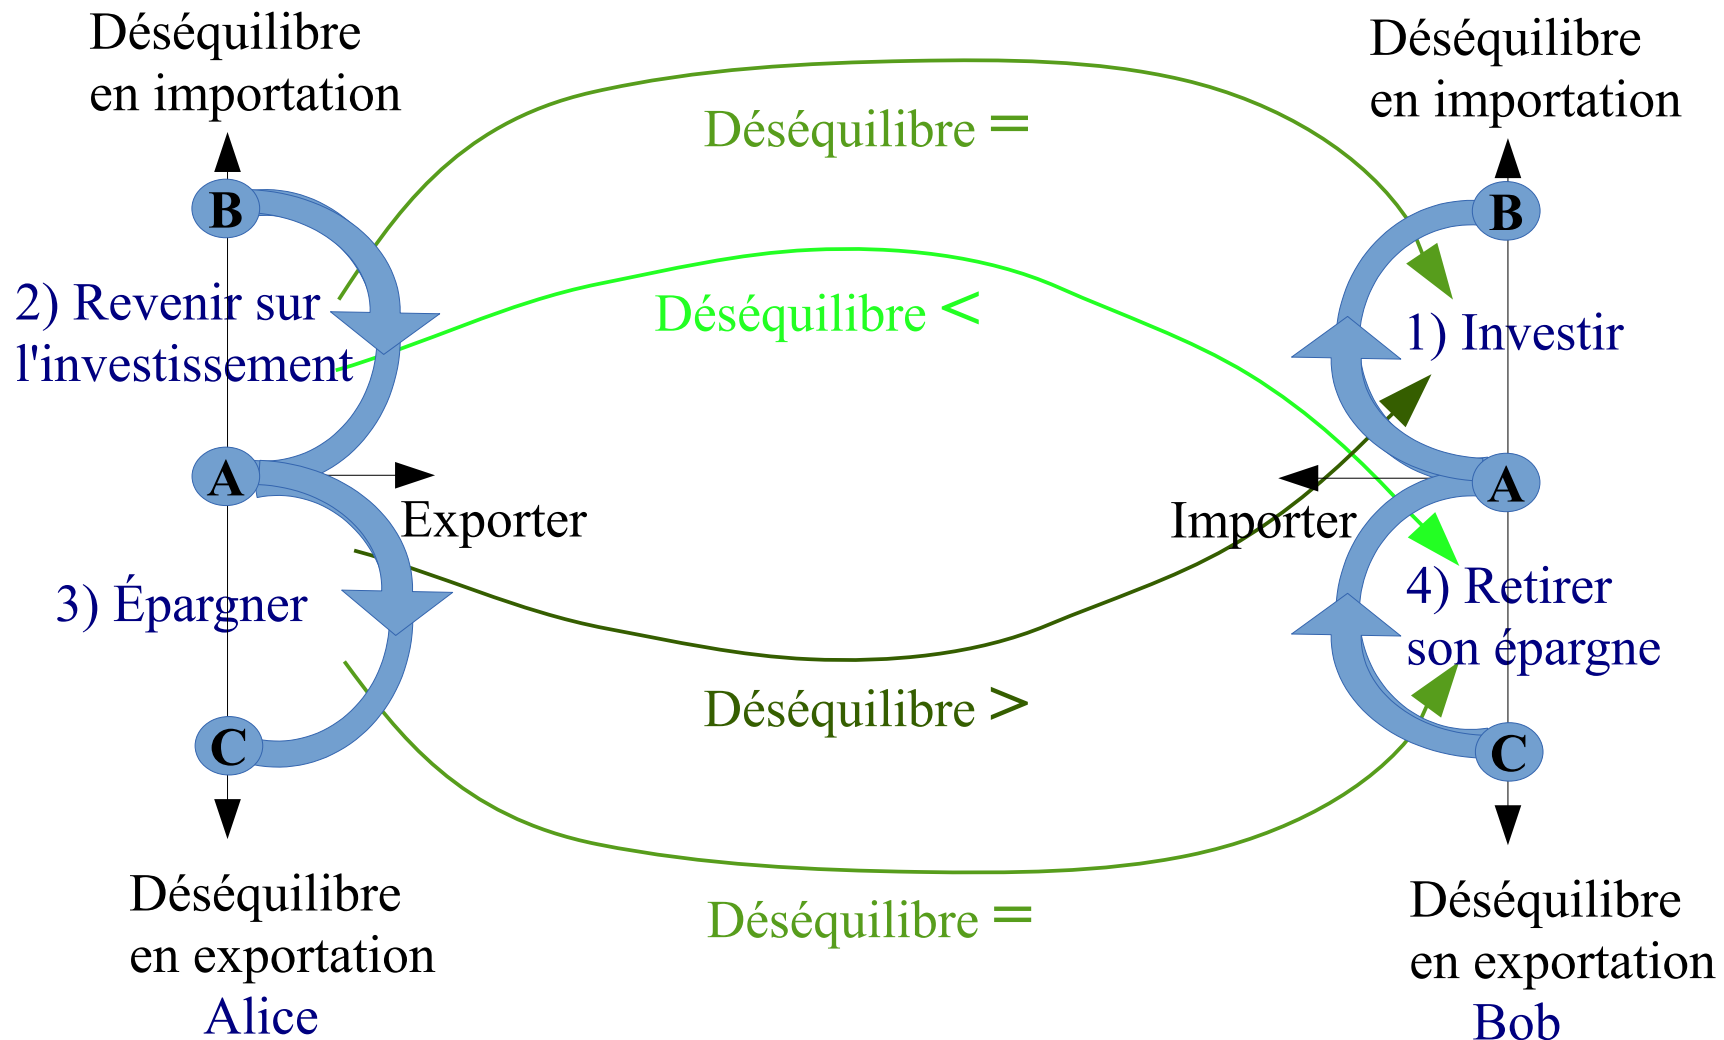 Déséquilibre
en importation
Déséquilibre
en importation
Déséquilibre =
B
B
2) Revenir sur
l'investissement
Déséquilibre <
1) Investir
A
A
Exporter
Importer
3) Épargner
4) Retirer
son épargne
Déséquilibre >
C
C
Déséquilibre
en exportation
Alice
Déséquilibre =
Déséquilibre
en exportation
Bob